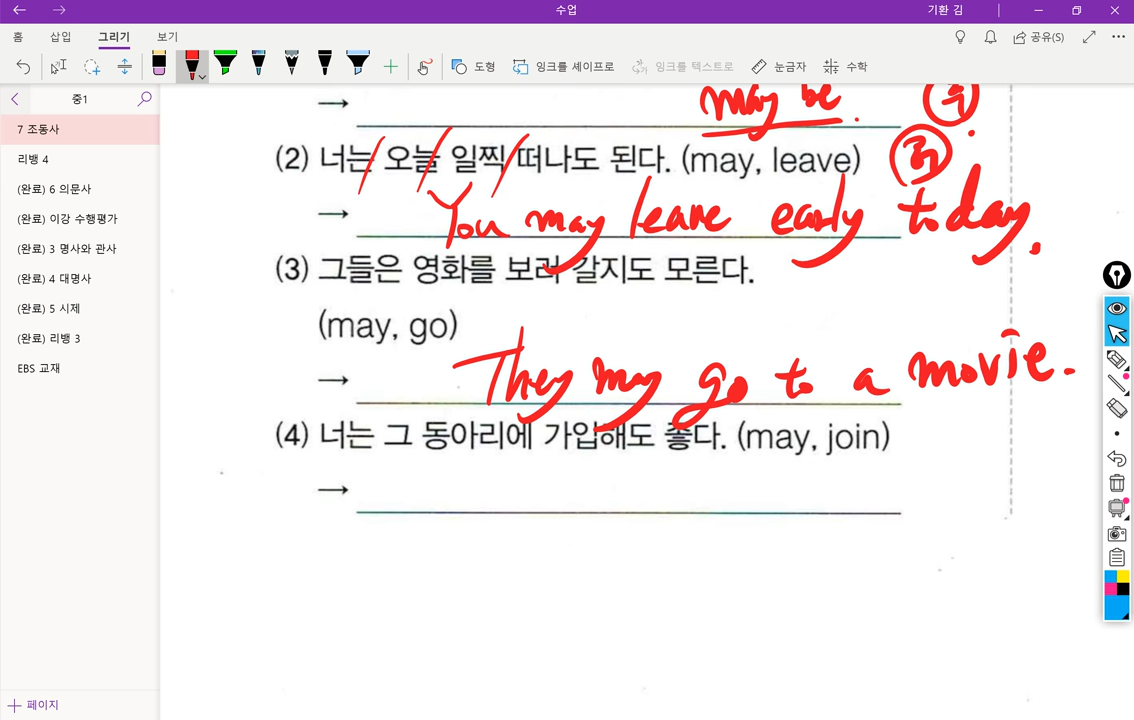 수업
기환 김
홈 삽입 그리기 보기
공유(S)
도형 잉크를 셰이프로 잉크를 텍스트로 눈금자 수학
중1
7 조동사
리뱅 4
(완료) 6 의문사
(완료) 이강 수행평가
(완료) 3 명사와 관사
(완료) 4 대명사
(완료) 5 시제
(완료) 리뱅 3
EBS 교재
페이지
→ may be.
(2) 너는 / 오늘 / 일찍 / 떠나도 된다. (may, leave)
→ You may leave early today.
(3) 그들은 영화를 보러 갈지도 모른다.
(may, go)
→ They may go to a movie.
(4) 너는 그 동아리에 가입해도 좋다. (may, join)
→